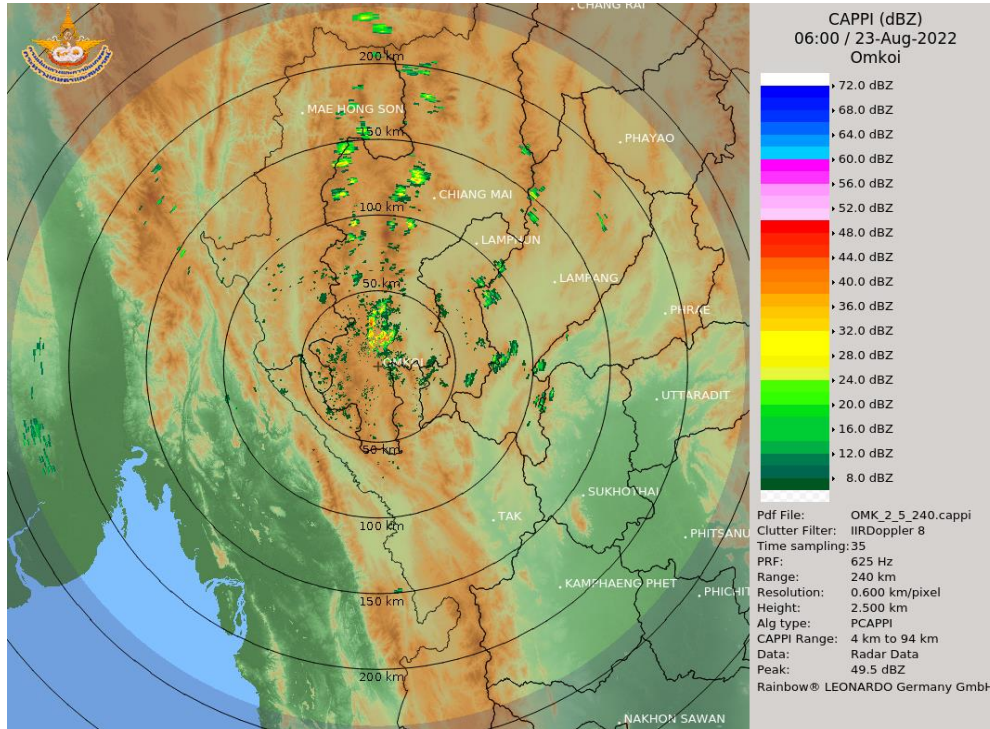 CHANG RAI
200 km
MAE HONG SON
150 km
PHAYAO
CHIANG MAI
100 km
LAMPHUN
LAMPANG
50 km
PHRAE
OMKOI
UTTARADIT
50 km
SUKHOTHAI
TAK
100 km
PHITSANU
KAMPHAENG PHET
PHICHIT
150 km
200 km
NAKHON SAWAN
CAPPI (dBZ)
06:00 / 23-Aug-2022
Omkoi
72.0 dBZ
68.0 dBZ
64.0 dBZ
60.0 dBZ
56.0 dBZ
52.0 dBZ
48.0 dBZ
44.0 dBZ
40.0 dBZ
36.0 dBZ
32.0 dBZ
28.0 dBZ
24.0 dBZ
20.0 dBZ
16.0 dBZ
12.0 dBZ
8.0 dBZ
Pdf File: OMK_2_5_240.cappi
Clutter Filter: IIRDoppler 8
Time sampling: 35
PRF: 625 Hz
Range: 240 km
Resolution: 0.600 km/pixel
Height: 2.500 km
Alg type: PCAPPI
CAPPI Range: 4 km to 94 km
Data: Radar Data
Peak: 49.5 dBZ
Rainbow® LEONARDO Germany GmbH